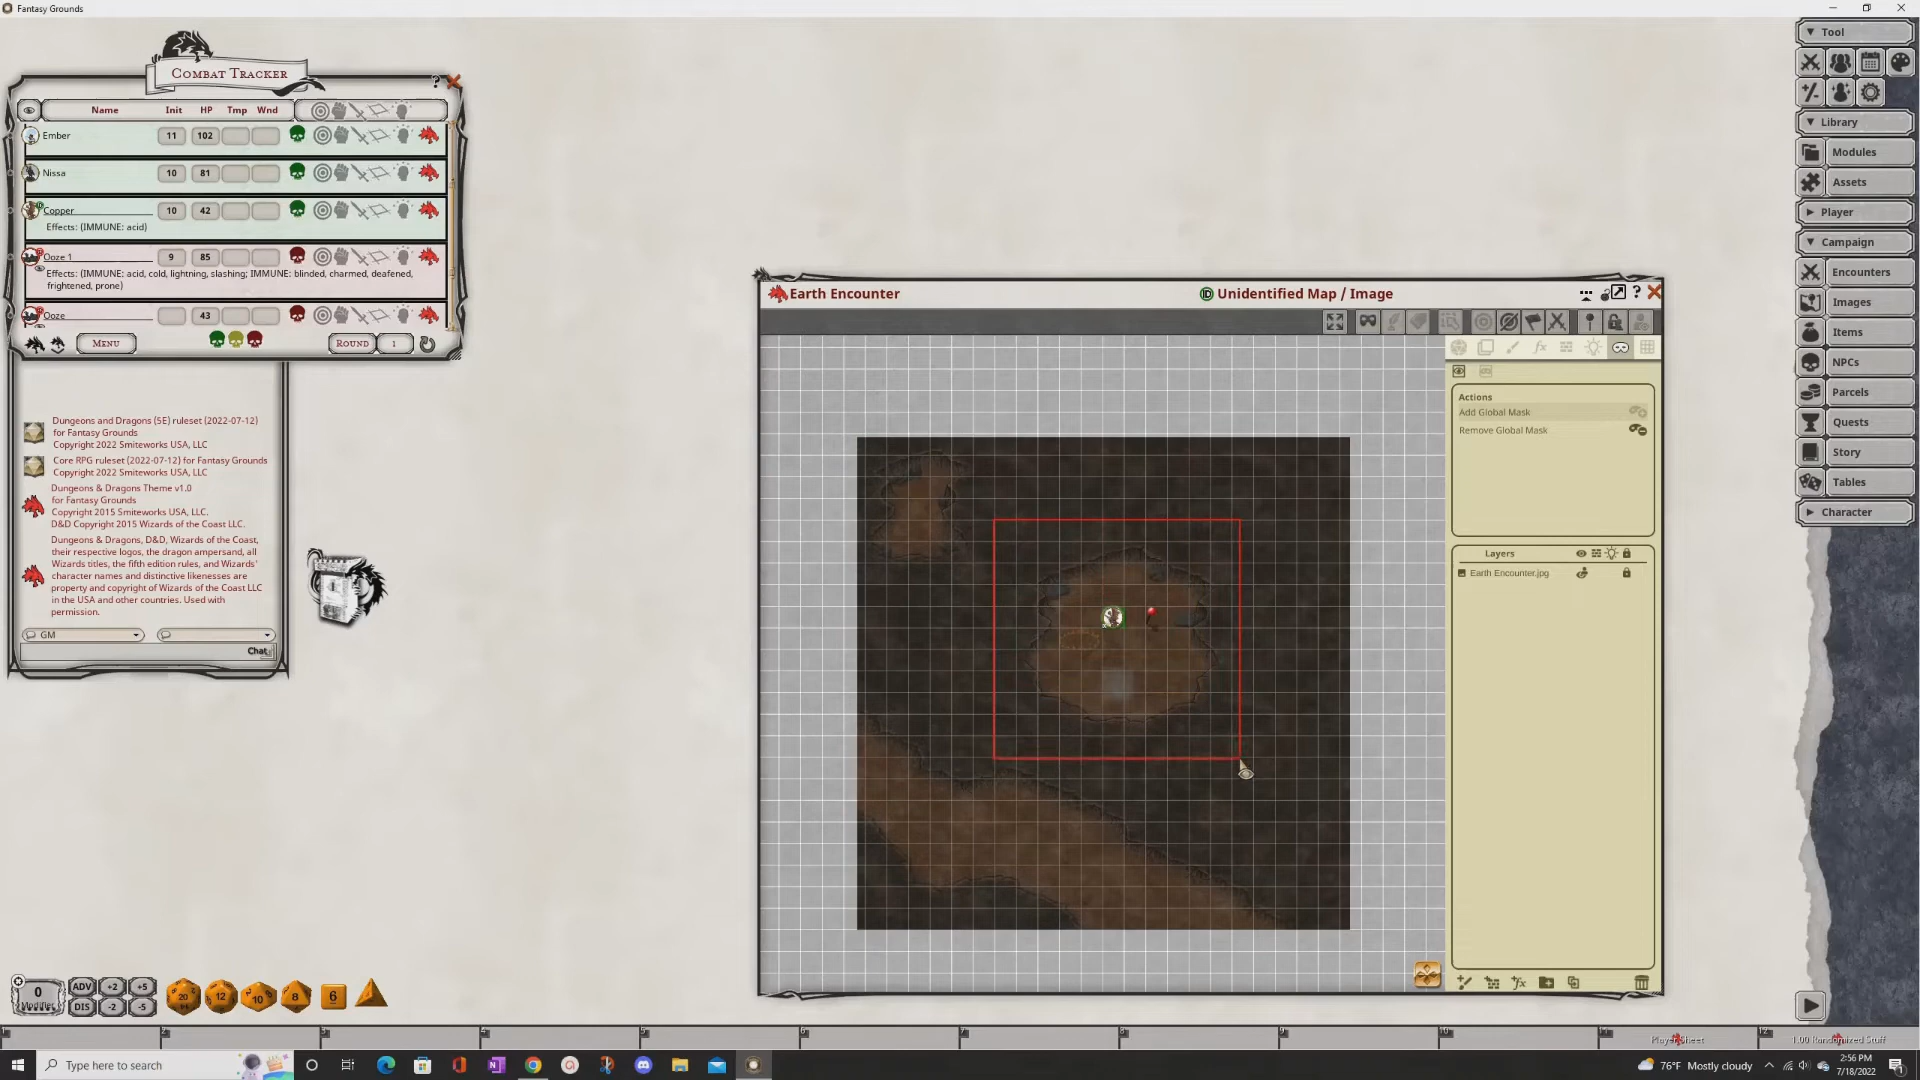 Fantasy Grounds
COMBAT TRACKER
?
Name Init HP Tmp Wnd
Ember 11 102
Nissa 10 81
Copper 10 42
Effects: (IMMUNE: acid)
Ooze 1 9 85
Effects: (IMMUNE: acid, cold, lightning, slashing; IMMUNE: blinded, charmed, deafened,
frightened, prone)
Ooze 43
MENU ROUND 1
Dungeons and Dragons (5E) ruleset (2022-07-12)
for Fantasy Grounds
Copyright 2022 Smiteworks USA, LLC
Core RPG ruleset (2022-07-12) for Fantasy Grounds
Copyright 2022 Smiteworks USA, LLC
Dungeons & Dragons Theme v1.0
for Fantasy Grounds
Copyright 2015 Smiteworks USA, LLC.
D&D Copyright 2015 Wizards of the Coast LLC.
Dungeons & Dragons, D&D, Wizards of the Coast,
their respective logos, the dragon ampersand, all
Wizards titles, the fifth edition rules, and Wizards'
character names and distinctive likenesses are
property and copyright of Wizards of the Coast LLC
in the USA and other countries. Used with
permission.
GM
Chat
Earth Encounter
ID Unidentified Map / Image
?
fx
Actions
Add Global Mask
Remove Global Mask
Layers
Earth Encounter.jpg
fx
Tool
Library
Modules
Assets
Player
Campaign
Encounters
Images
Items
NPCs
Parcels
Quests
Story
Tables
Character
0
Modifier
ADV +2 +5
DIS -2 -5
20 12 10 8 6
Player Sheet
1.00 Randomized Stuff
Type here to search
76°F Mostly cloudy
2:56 PM
7/18/2022